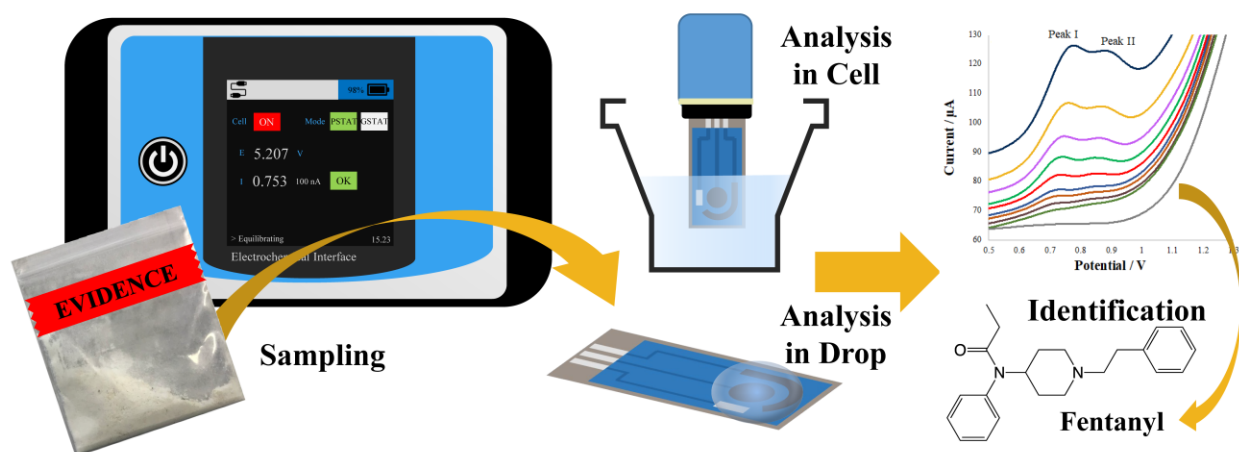 98%
Cell ON Mode PSTAT GSTAT
E 5.207 V
I 0.753 100 nA OK
> Equilibrating 15.23
Electrochemical Interface
EVIDENCE
Sampling
Analysis
in Cell
Analysis
in Drop
Peak I Peak II
Current / µA
130
120
110
100
90
80
70
60
0.5 0.6 0.7 0.8 0.9 1 1.1 1.2 1.3
Potential / V
Identification
O
N
N
Fentanyl